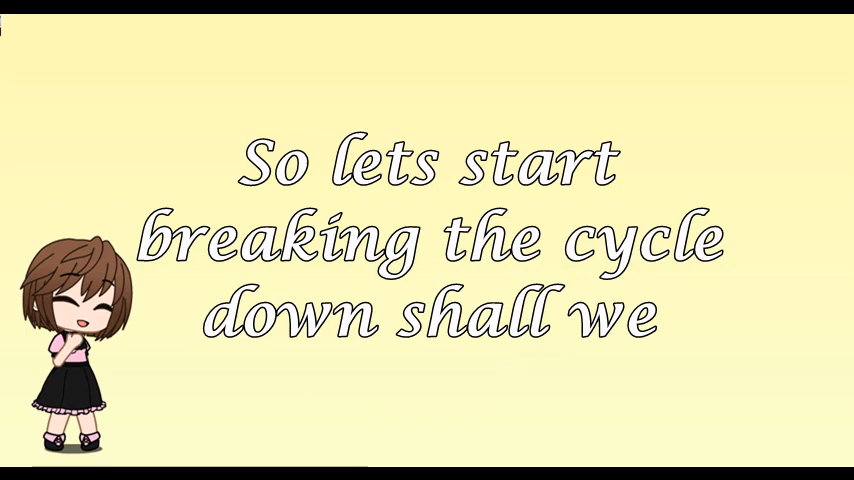 So lets start
breaking the cycle
down shall we